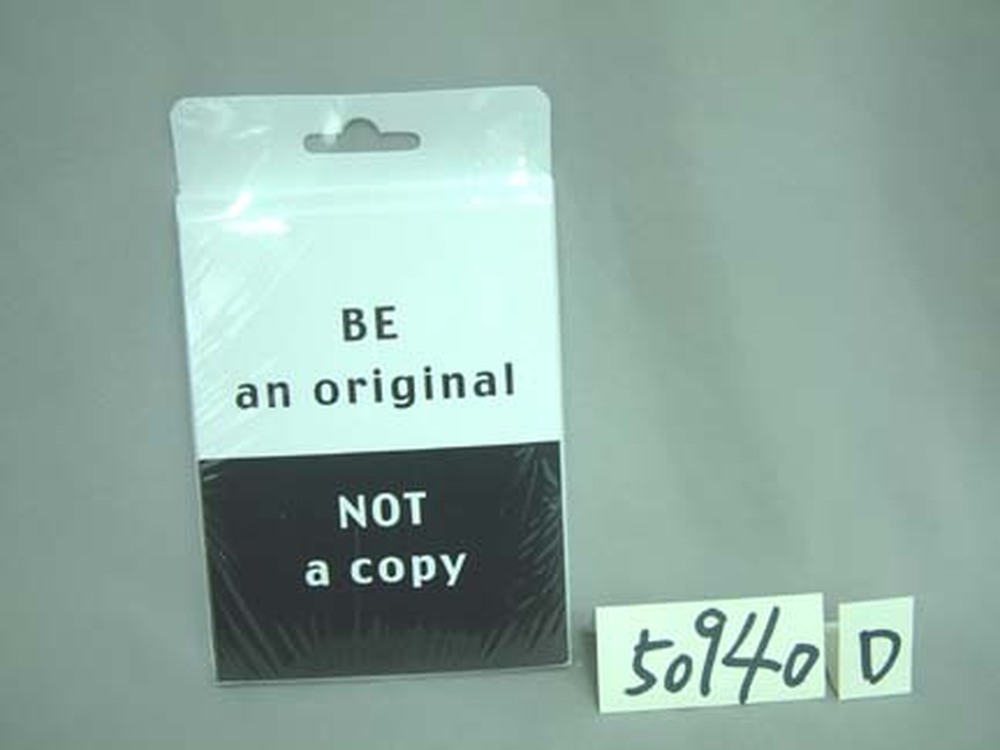 BE
an original
NOT
a copy
50940 D